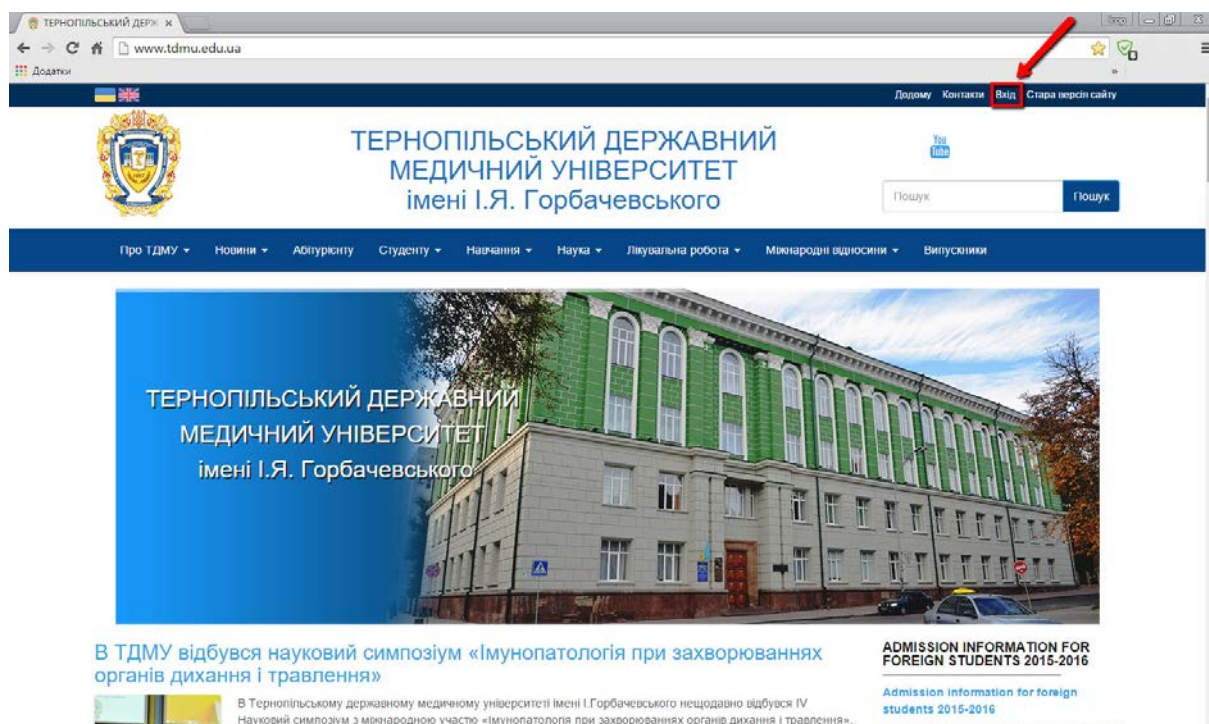 ТЕРНОПІЛЬСЬКИЙ ДЕРЖ
www.tdmu.edu.ua
Додатки
Додому Контакти Вхід Стара версія сайту
ТЕРНОПІЛЬСЬКИЙ ДЕРЖАВНИЙ
МЕДИЧНИЙ УНІВЕРСИТЕТ
імені І.Я. Горбачевського
You
Tube
Пошук Пошук
Про ТДМУ Новини Абітурієнту Студенту Навчання Наука Лікувальна робота Міжнародні відносини Випускники
ТЕРНОПІЛЬСЬКИЙ ДЕРЖАВНИЙ
МЕДИЧНИЙ УНІВЕРСИТЕТ
імені І.Я. Горбачевського
В ТДМУ відбувся науковий симпозіум «Імунопатологія при захворюваннях
органів дихання і травлення»
В Тернопільському державному медичному університеті імені І.Горбачевського нещодавно відбувся IV
Науковий симпозіум з міжнародною участю «Імунопатологія при захворюваннях органів дихання і травлення».
ADMISSION INFORMATION FOR
FOREIGN STUDENTS 2015-2016
Admission information for foreign
students 2015-2016